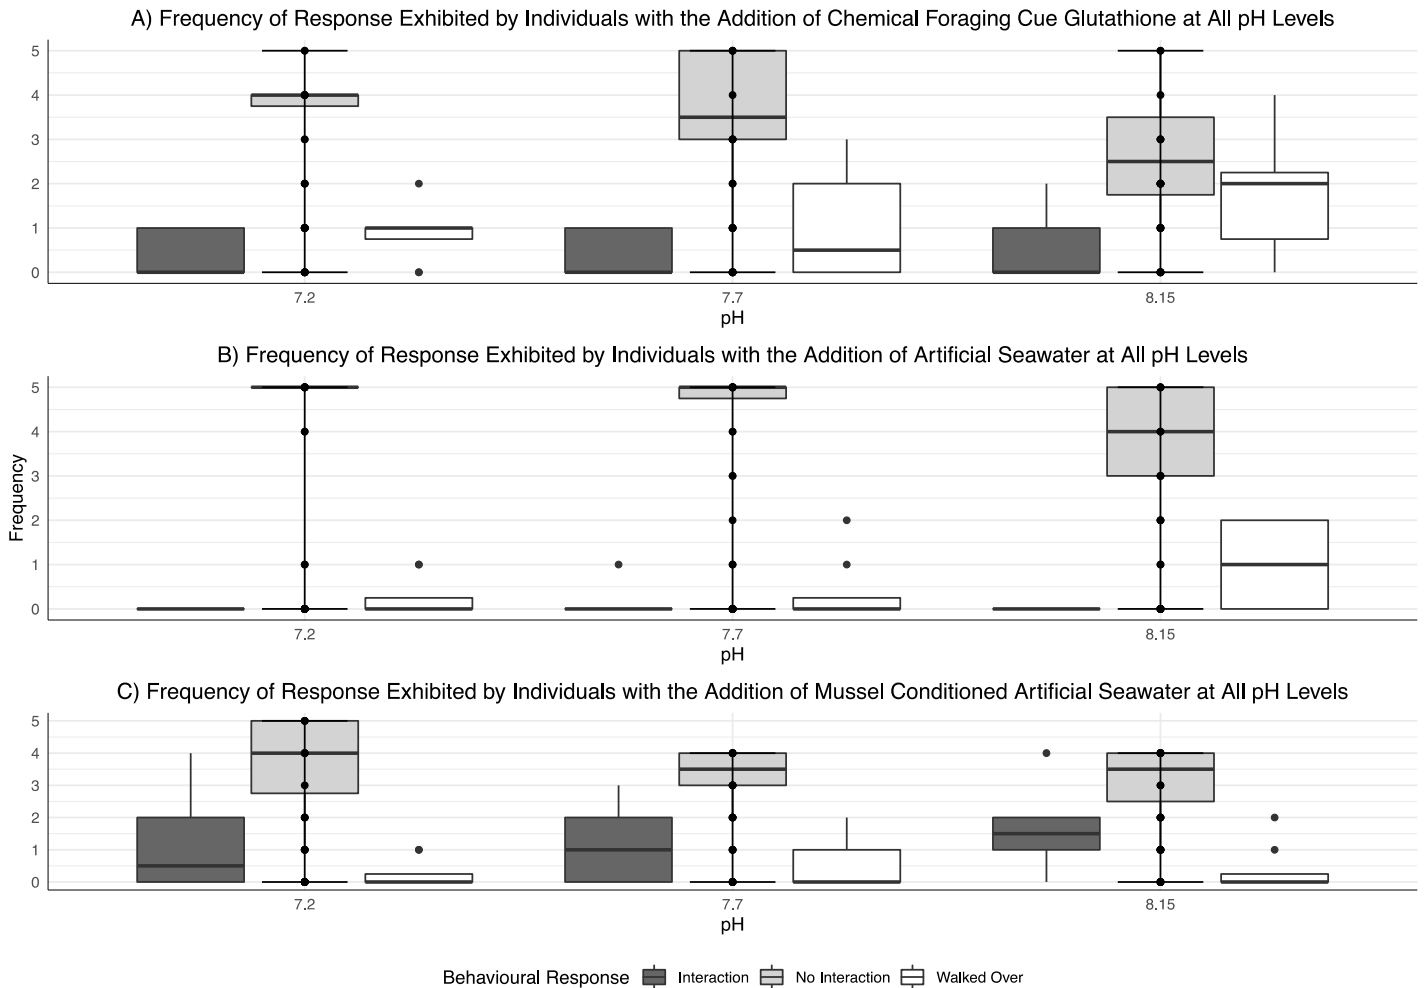 A) Frequency of Response Exhibited by Individuals with the Addition of Chemical Foraging Cue Glutathione at All pH Levels
5
4
3
2
1
0
7.2 7.7 8.15
pH
B) Frequency of Response Exhibited by Individuals with the Addition of Artificial Seawater at All pH Levels
Frequency
5
4
3
2
1
0
7.2 7.7 8.15
pH
C) Frequency of Response Exhibited by Individuals with the Addition of Mussel Conditioned Artificial Seawater at All pH Levels
5
4
3
2
1
0
7.2 7.7 8.15
pH
Behavioural Response Interaction No Interaction Walked Over